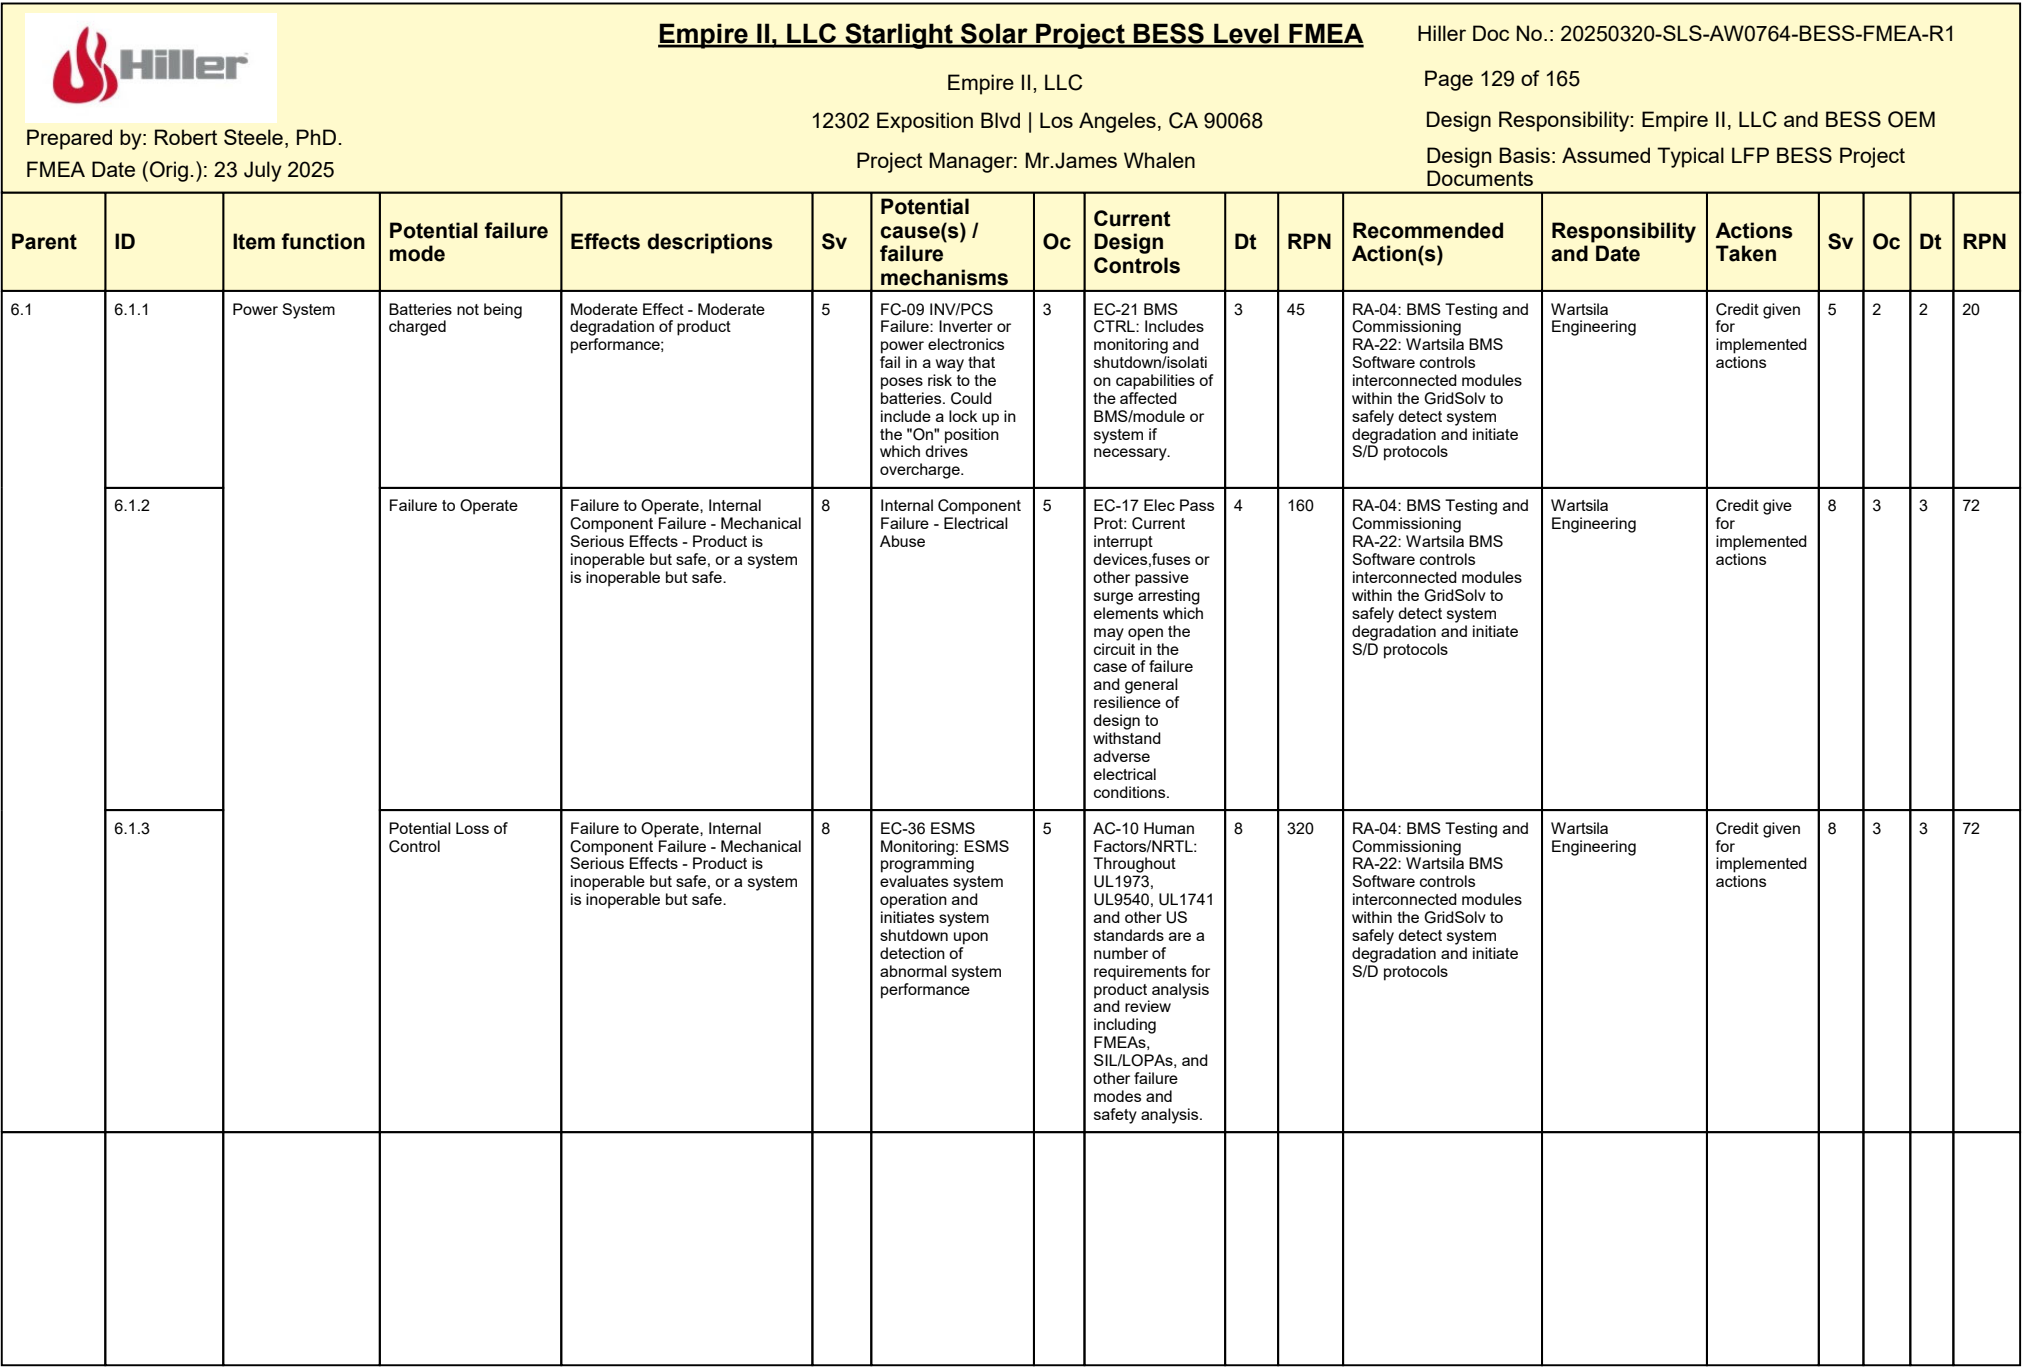 Hiller
Prepared by: Robert Steele, PhD.
FMEA Date (Orig.): 23 July 2025
Empire II, LLC Starlight Solar Project BESS Level FMEA
Empire II, LLC
12302 Exposition Blvd | Los Angeles, CA 90068
Project Manager: Mr.James Whalen
Hiller Doc No.: 20250320-SLS-AW0764-BESS-FMEA-R1
Page 129 of 165
Design Responsibility: Empire II, LLC and BESS OEM
Design Basis: Assumed Typical LFP BESS Project
Documents
Parent
ID
Item function
Potential failure
mode
Effects descriptions
Sv
Potential
cause(s) /
failure
mechanisms
Oc
Current
Design
Controls
Dt
RPN
Recommended
Action(s)
Responsibility
and Date
Actions
Taken
Sv
Oc
Dt
RPN
6.1
6.1.1
Power System
Batteries not being
charged
Moderate Effect - Moderate
degradation of product
performance;
5
FC-09 INV/PCS
Failure: Inverter or
power electronics
fail in a way that
poses risk to the
batteries. Could
include a lock up in
the "On" position
which drives
overcharge.
3
EC-21 BMS
CTRL: Includes
monitoring and
shutdown/isolati
on capabilities of
the affected
BMS/module or
system if
necessary.
3
45
RA-04: BMS Testing and
Commissioning
RA-22: Wartsila BMS
Software controls
interconnected modules
within the GridSolv to
safely detect system
degradation and initiate
S/D protocols
Wartsila
Engineering
Credit given
for
implemented
actions
5
2
2
20
6.1.2
Failure to Operate
Failure to Operate, Internal
Component Failure - Mechanical
Serious Effects - Product is
inoperable but safe, or a system
is inoperable but safe.
8
Internal Component
Failure - Electrical
Abuse
5
EC-17 Elec Pass
Prot: Current
interrupt
devices,fuses or
other passive
surge arresting
elements which
may open the
circuit in the
case of failure
and general
resilience of
design to
withstand
adverse
electrical
conditions.
4
160
RA-04: BMS Testing and
Commissioning
RA-22: Wartsila BMS
Software controls
interconnected modules
within the GridSolv to
safely detect system
degradation and initiate
S/D protocols
Wartsila
Engineering
Credit give
for
implemented
actions
8
3
3
72
6.1.3
Potential Loss of
Control
Failure to Operate, Internal
Component Failure - Mechanical
Serious Effects - Product is
inoperable but safe, or a system
is inoperable but safe.
8
EC-36 ESMS
Monitoring: ESMS
programming
evaluates system
operation and
initiates system
shutdown upon
detection of
abnormal system
performance
5
AC-10 Human
Factors/NRTL:
Throughout
UL1973,
UL9540, UL1741
and other US
standards are a
number of
requirements for
product analysis
and review
including
FMEAs,
SIL/LOPAs, and
other failure
modes and
safety analysis.
8
320
RA-04: BMS Testing and
Commissioning
RA-22: Wartsila BMS
Software controls
interconnected modules
within the GridSolv to
safely detect system
degradation and initiate
S/D protocols
Wartsila
Engineering
Credit given
for
implemented
actions
8
3
3
72